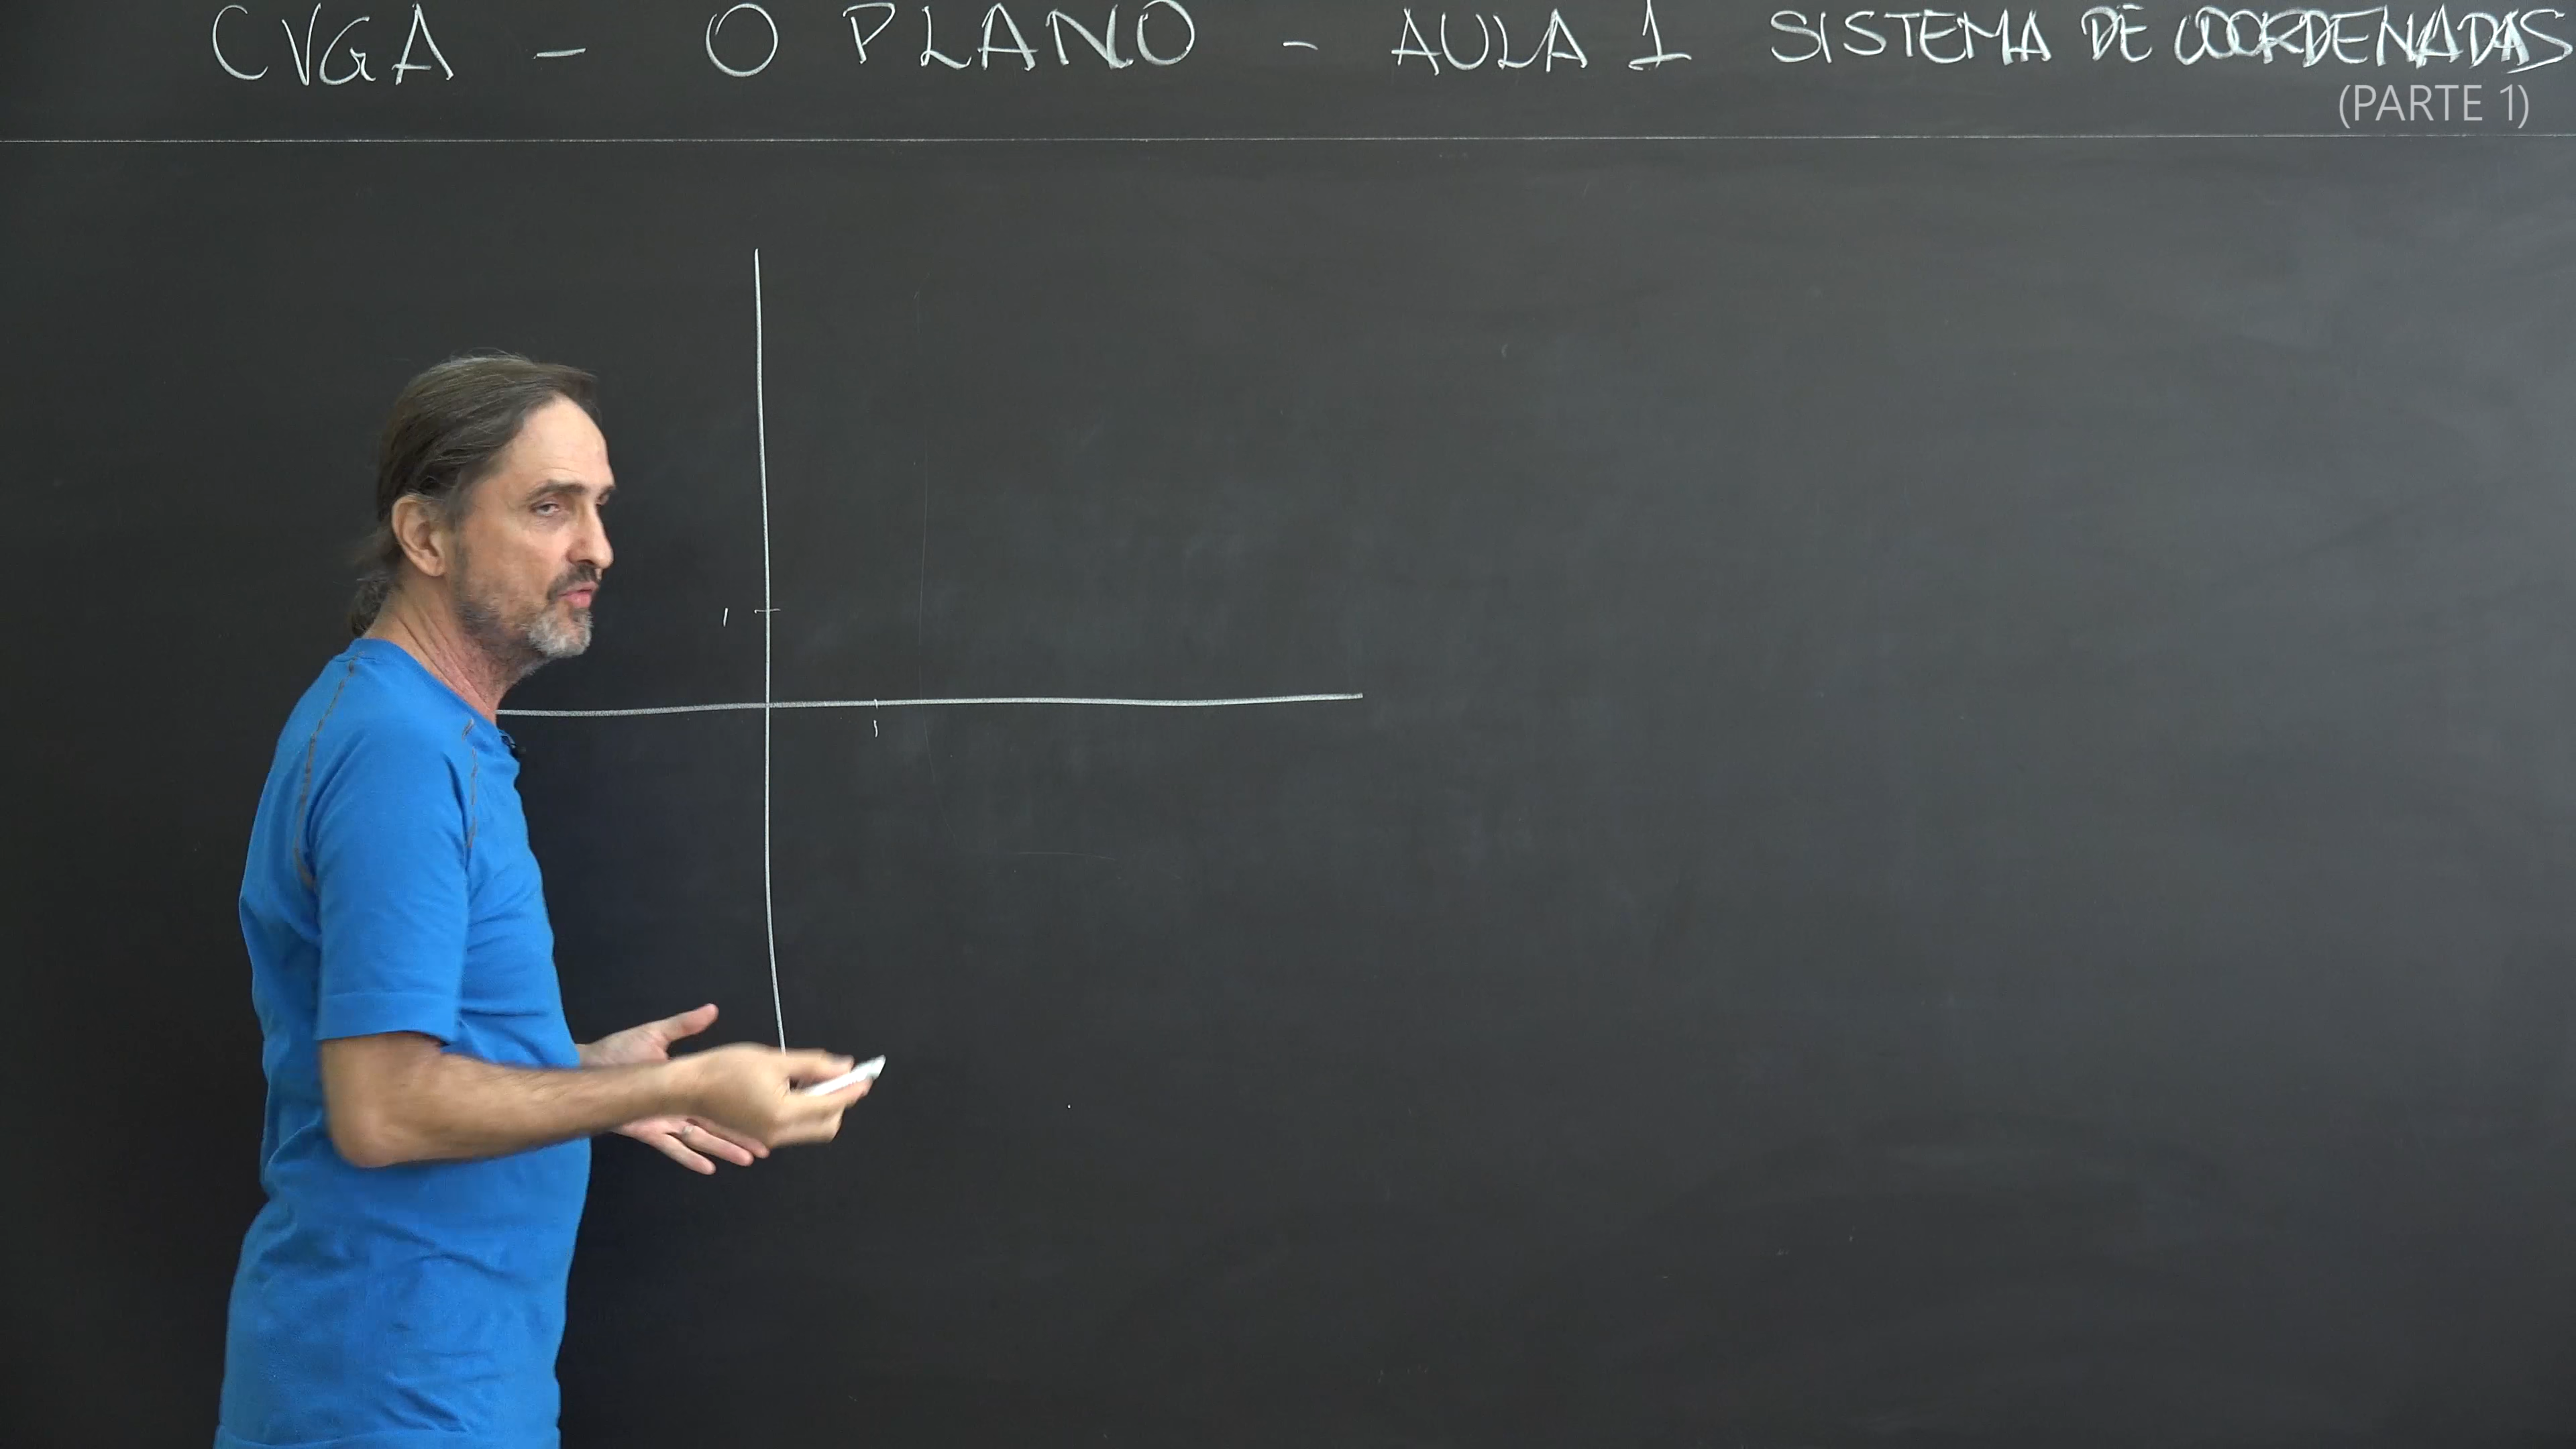 CVGA - O PLANO - AULA 1 SISTEMA DE COORDENADAS
(PARTE 1)
1
1